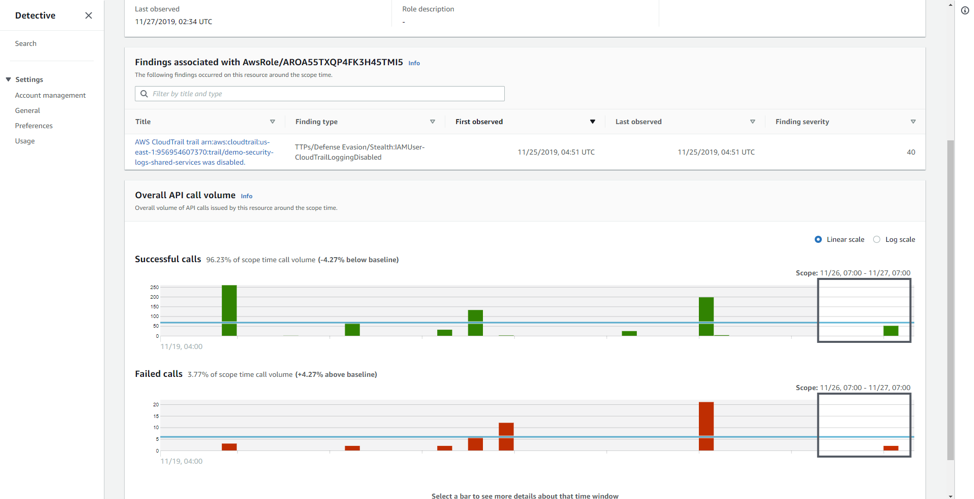 Detective
Search
Settings
Account management
General
Preferences
Usage
Last observed
11/27/2019, 02:34 UTC
Role description
-
Findings associated with AwsRole/AROA55TXQP4FK3H45TMI5 Info
The following findings occurred on this resource around the scope time.
Filter by title and type
Title Finding type First observed Last observed Finding severity
AWS CloudTrail trail arn:aws:cloudtrail:us-
east-1:956954607370:trail/demo-security-
logs-shared-services was disabled.
TTPs/Defense Evasion/Stealth:IAMUser-
CloudTrailLoggingDisabled
11/25/2019, 04:51 UTC
11/25/2019, 04:51 UTC
40
Overall API call volume Info
Overall volume of API calls issued by this resource around the scope time.
Linear scale Log scale
Successful calls 96.23% of scope time call volume (-4.27% below baseline)
Scope: 11/26, 07:00 - 11/27, 07:00
250
200
150
100
50
0
11/19, 04:00
Failed calls 3.77% of scope time call volume (+4.27% above baseline)
Scope: 11/26, 07:00 - 11/27, 07:00
20
15
10
5
0
11/19, 04:00
Select a bar to see more details about that time window